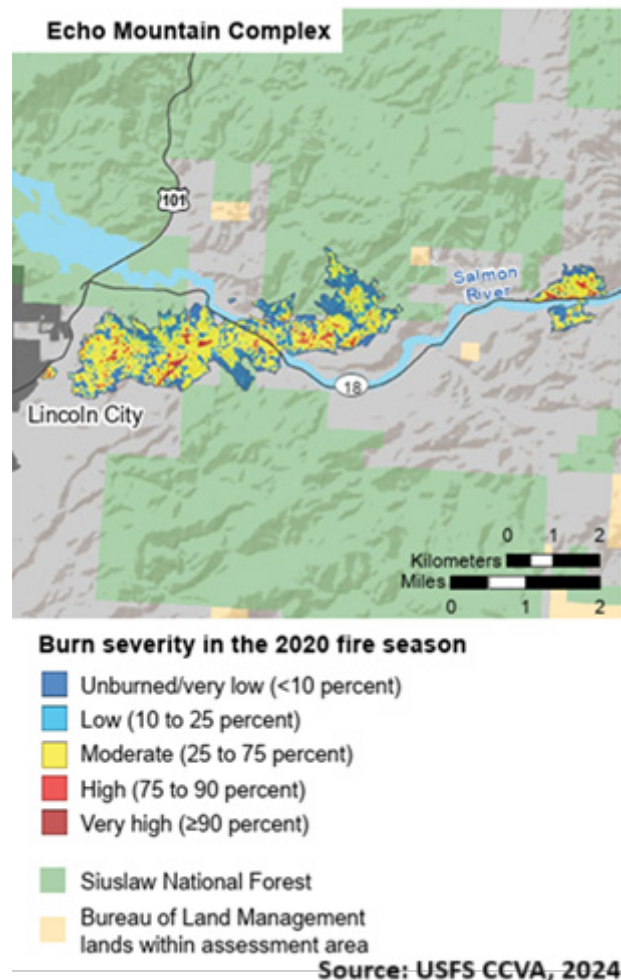 Echo Mountain Complex
101
Salmon
River
18
Lincoln City
0 1 2
Kilometers
Miles
0 1 2
Burn severity in the 2020 fire season
Unburned/very low (<10 percent)
Low (10 to 25 percent)
Moderate (25 to 75 percent)
High (75 to 90 percent)
Very high (≥90 percent)
Siuslaw National Forest
Bureau of Land Management
lands within assessment area
Source: USFS CCVA, 2024